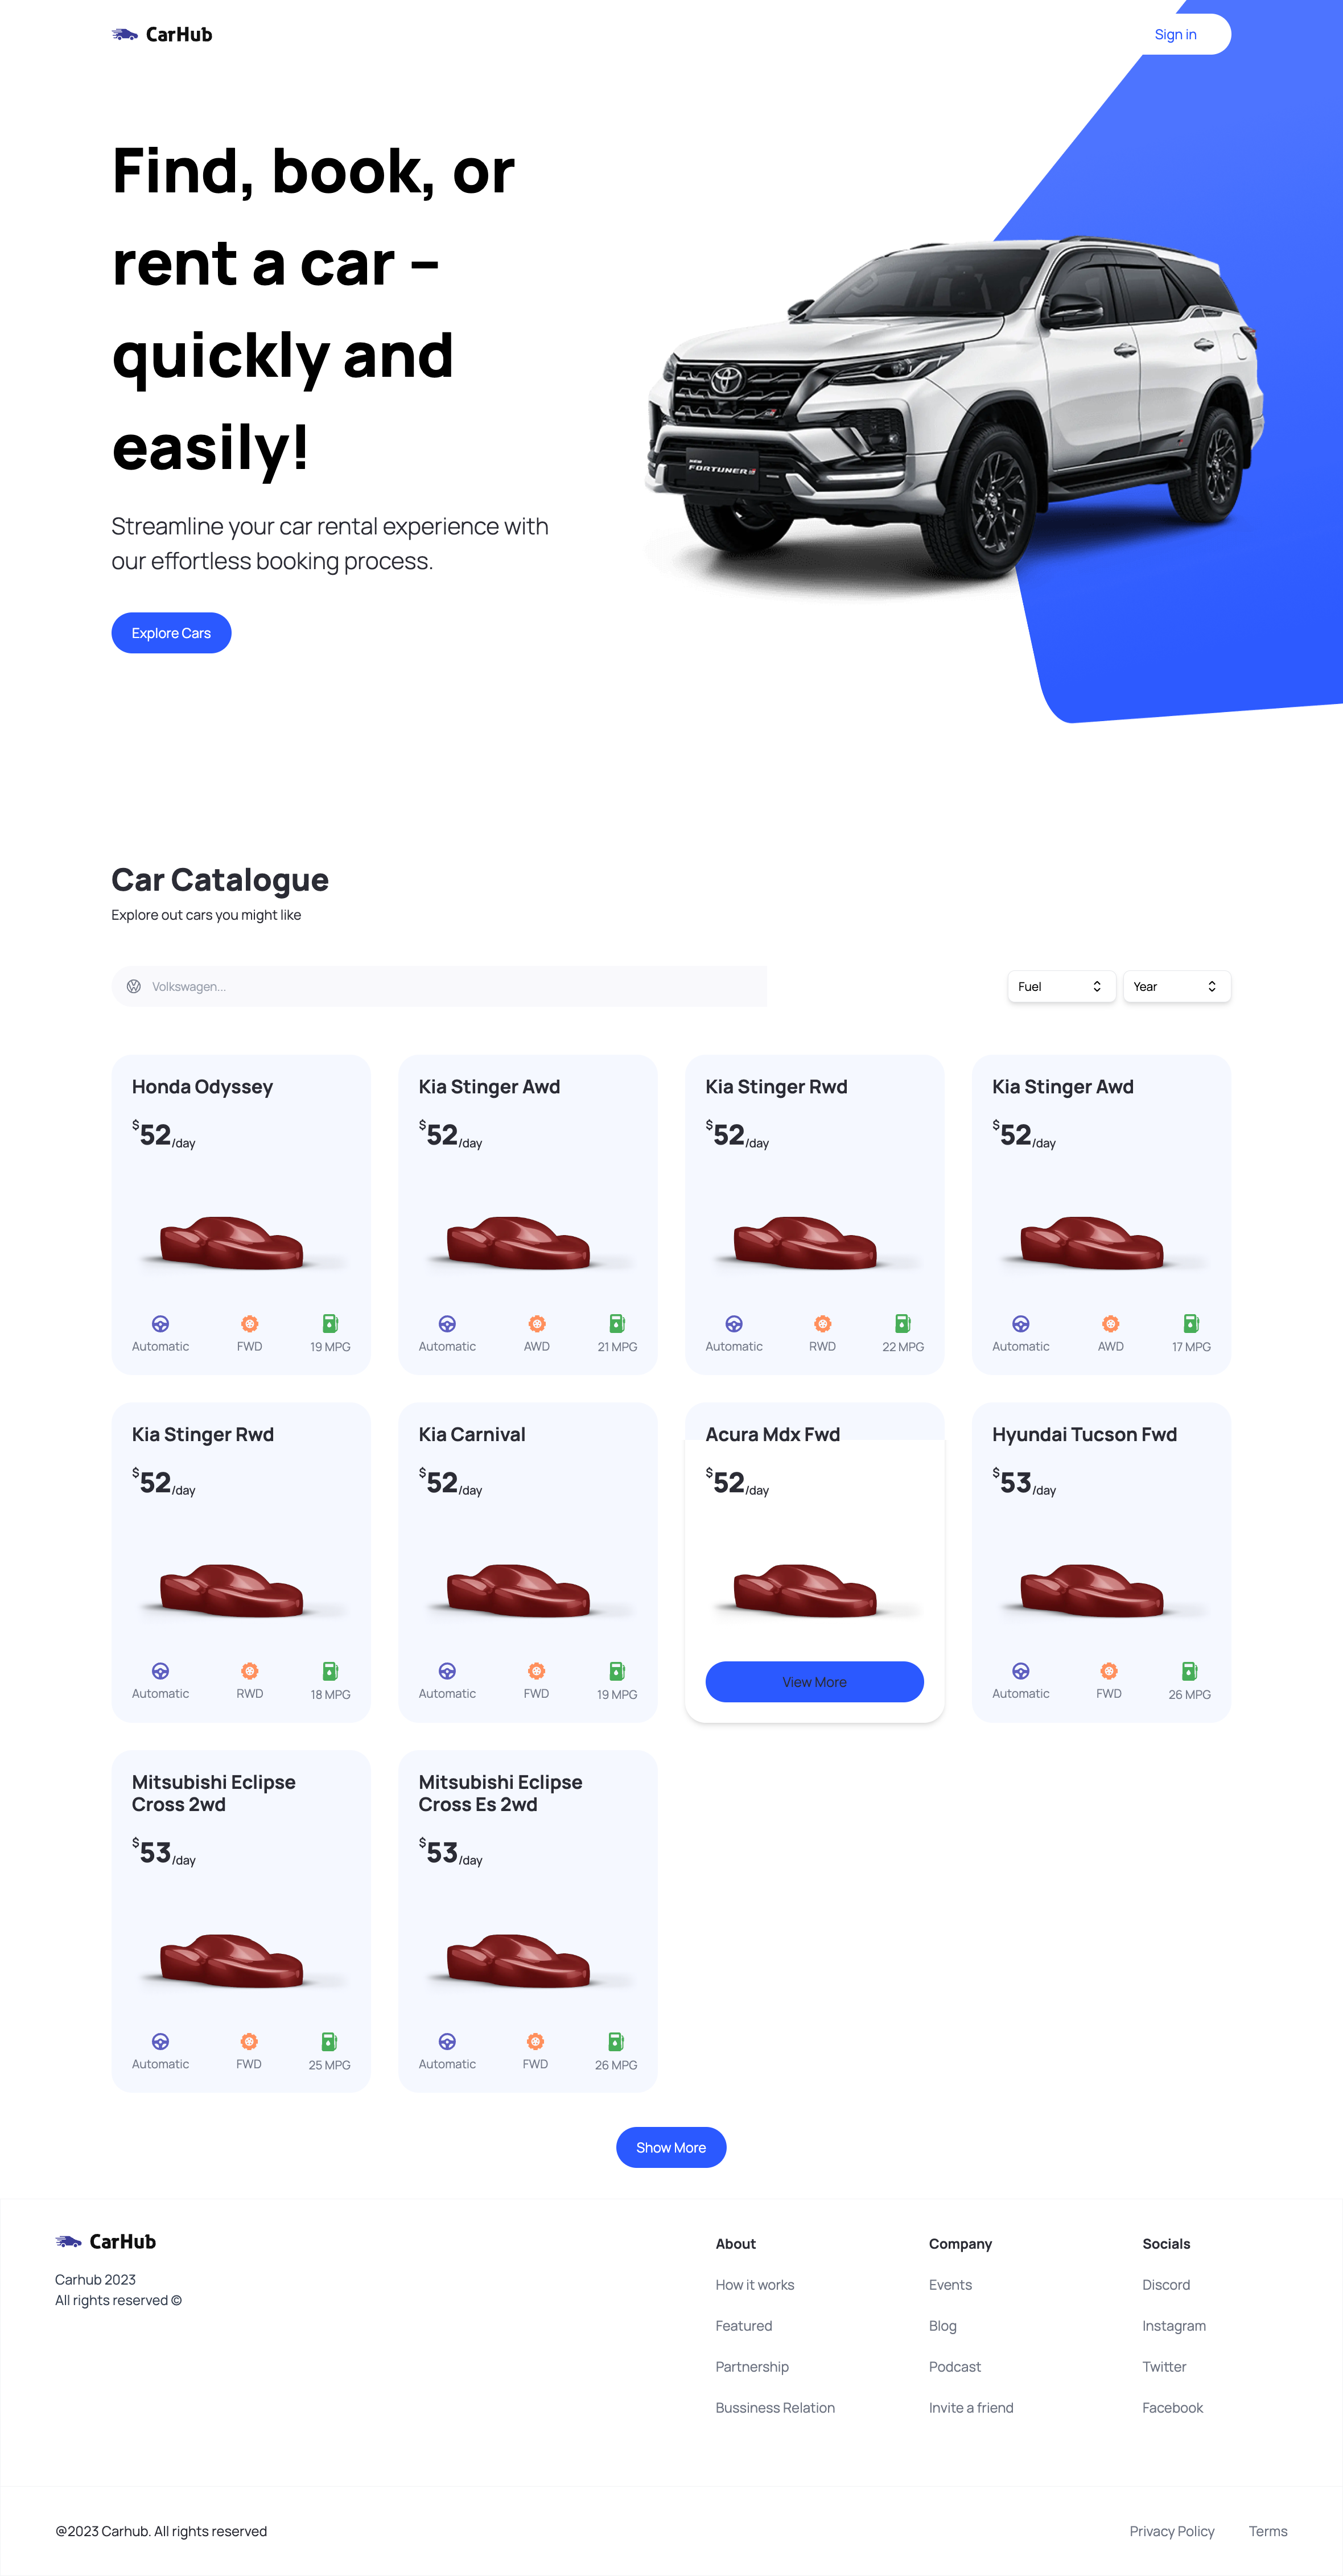 CarHub
Sign in
Find, book, or
rent a car –
quickly and
easily!
Streamline your car rental experience with
our effortless booking process.
NEW
FORTUNER
Explore Cars
Car Catalogue
Explore out cars you might like
Volkswagen...
Fuel
Year
Honda Odyssey
$52/day
Automatic
FWD
19 MPG
Kia Stinger Awd
$52/day
Automatic
AWD
21 MPG
Kia Stinger Rwd
$52/day
Automatic
RWD
22 MPG
Kia Stinger Awd
$52/day
Automatic
AWD
17 MPG
Kia Stinger Rwd
$52/day
Automatic
RWD
18 MPG
Kia Carnival
$52/day
Automatic
FWD
19 MPG
Acura Mdx Fwd
$52/day
View More
Hyundai Tucson Fwd
$53/day
Automatic
FWD
26 MPG
Mitsubishi Eclipse
Cross 2wd
$53/day
Automatic
FWD
25 MPG
Mitsubishi Eclipse
Cross Es 2wd
$53/day
Automatic
FWD
26 MPG
Show More
CarHub
Carhub 2023
All rights reserved ©
About
How it works
Featured
Partnership
Bussiness Relation
Company
Events
Blog
Podcast
Invite a friend
Socials
Discord
Instagram
Twitter
Facebook
@2023 Carhub. All rights reserved
Privacy Policy
Terms